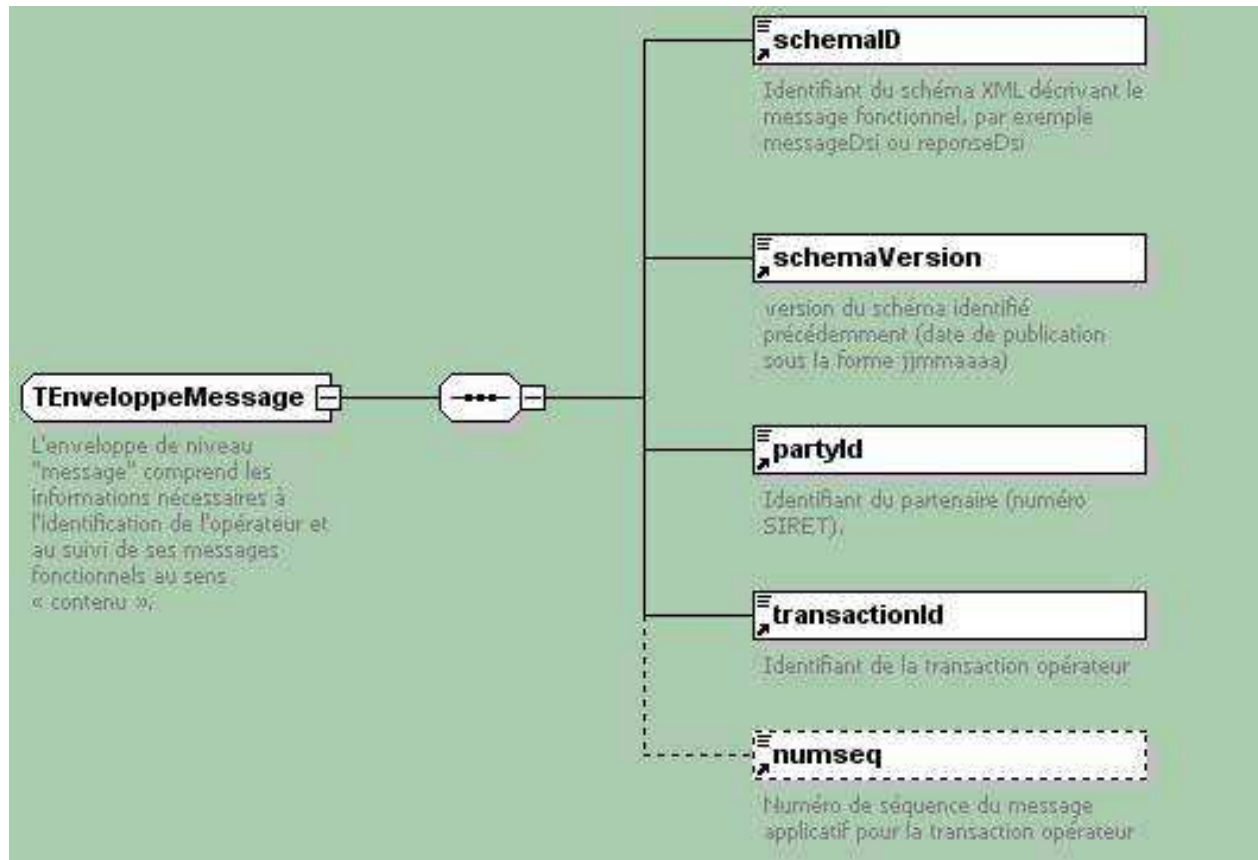 schemaID
Identifiant du schéma XML décrivant le
message fonctionnel, par exemple
messageDsi ou reponseDsi
schemaVersion
version du schéma identifié
précédemment (date de publication
sous la forme jjmmaaaa)
TEnveloppeMessage
L'enveloppe de niveau
"message" comprend les
informations nécessaires à
l'identification de l'opérateur et
au suivi de ses messages
fonctionnels au sens
« contenu ».
partyId
Identifiant du partenaire (numéro
SIRET).
transactionId
Identifiant de la transaction opérateur
numseq
Numéro de séquence du message
applicatif pour la transaction opérateur